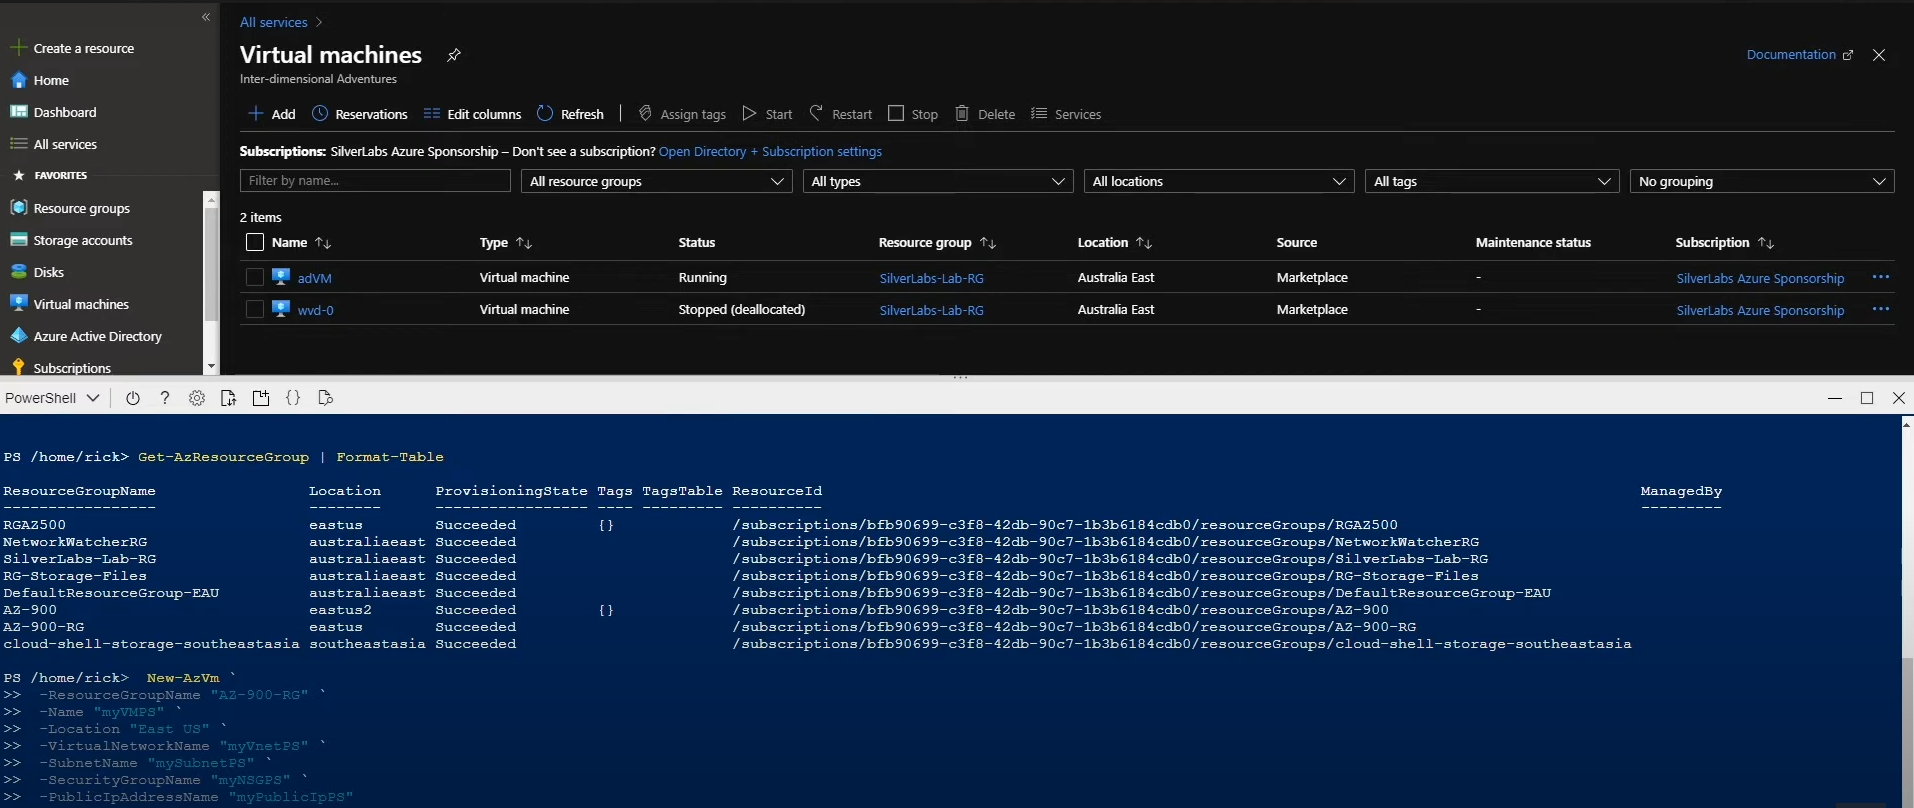 «
Create a resource
Home
Dashboard
All services
FAVORITES
Resource groups
Storage accounts
Disks
Virtual machines
Azure Active Directory
Subscriptions
All services >
Virtual machines
Inter-dimensional Adventures
Documentation
Add Reservations Edit columns Refresh | Assign tags Start Restart Stop Delete Services
Subscriptions: SilverLabs Azure Sponsorship – Don't see a subscription? Open Directory + Subscription settings
Filter by name... All resource groups All types All locations All tags No grouping
2 items
Name Type Status Resource group Location Source Maintenance status Subscription
adVM Virtual machine Running SilverLabs-Lab-RG Australia East Marketplace - SilverLabs Azure Sponsorship ...
wvd-0 Virtual machine Stopped (deallocated) SilverLabs-Lab-RG Australia East Marketplace - SilverLabs Azure Sponsorship ...
PowerShell ? {}
PS /home/rick> Get-AzResourceGroup | Format-Table
ResourceGroupName Location ProvisioningState Tags TagsTable ResourceId ManagedBy
----------------- -------- ----------------- ---- --------- ---------- ---------
RGAZ500 eastus Succeeded {} /subscriptions/bfb90699-c3f8-42db-90c7-1b3b6184cdb0/resourceGroups/RGAZ500
NetworkWatcherRG australiaeast Succeeded /subscriptions/bfb90699-c3f8-42db-90c7-1b3b6184cdb0/resourceGroups/NetworkWatcherRG
SilverLabs-Lab-RG australiaeast Succeeded /subscriptions/bfb90699-c3f8-42db-90c7-1b3b6184cdb0/resourceGroups/SilverLabs-Lab-RG
RG-Storage-Files australiaeast Succeeded /subscriptions/bfb90699-c3f8-42db-90c7-1b3b6184cdb0/resourceGroups/RG-Storage-Files
DefaultResourceGroup-EAU australiaeast Succeeded /subscriptions/bfb90699-c3f8-42db-90c7-1b3b6184cdb0/resourceGroups/DefaultResourceGroup-EAU
AZ-900 eastus2 Succeeded {} /subscriptions/bfb90699-c3f8-42db-90c7-1b3b6184cdb0/resourceGroups/AZ-900
AZ-900-RG eastus Succeeded /subscriptions/bfb90699-c3f8-42db-90c7-1b3b6184cdb0/resourceGroups/AZ-900-RG
cloud-shell-storage-southeastasia southeastasia Succeeded /subscriptions/bfb90699-c3f8-42db-90c7-1b3b6184cdb0/resourceGroups/cloud-shell-storage-southeastasia
PS /home/rick> New-AzVm `
>> -ResourceGroupName "AZ-900-RG" `
>> -Name "myVMPS" `
>> -Location "East US" `
>> -VirtualNetworkName "myVnetPS" `
>> -SubnetName "mySubnetPS" `
>> -SecurityGroupName "myNSGPS" `
>> -PublicIpAddressName "myPublicIpPS"